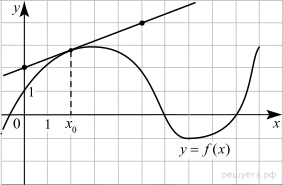 y
1
0 1 x₀ x
y = f(x)
решуегэ.рф